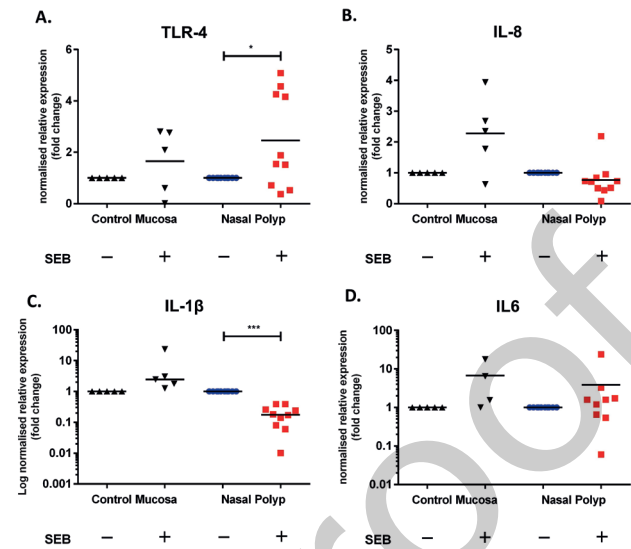 A.
TLR-4
normalised relative expression
(fold change)
6
4
2
0
*
Control Mucosa
Nasal Polyp
SEB − + − +
B.
IL-8
normalised relative expression
(fold change)
5
4
3
2
1
0
Control Mucosa
Nasal Polyp
SEB − + − +
C.
IL-1β
Log normalised relative expression
(fold change)
100
10
1
0.1
0.01
0.001
***
Control Mucosa
Nasal Polyp
SEB − + − +
D.
IL6
normalised relative expression
(fold change)
100
10
1
0.1
0.01
Control Mucosa
Nasal Polyp
SEB − + − +